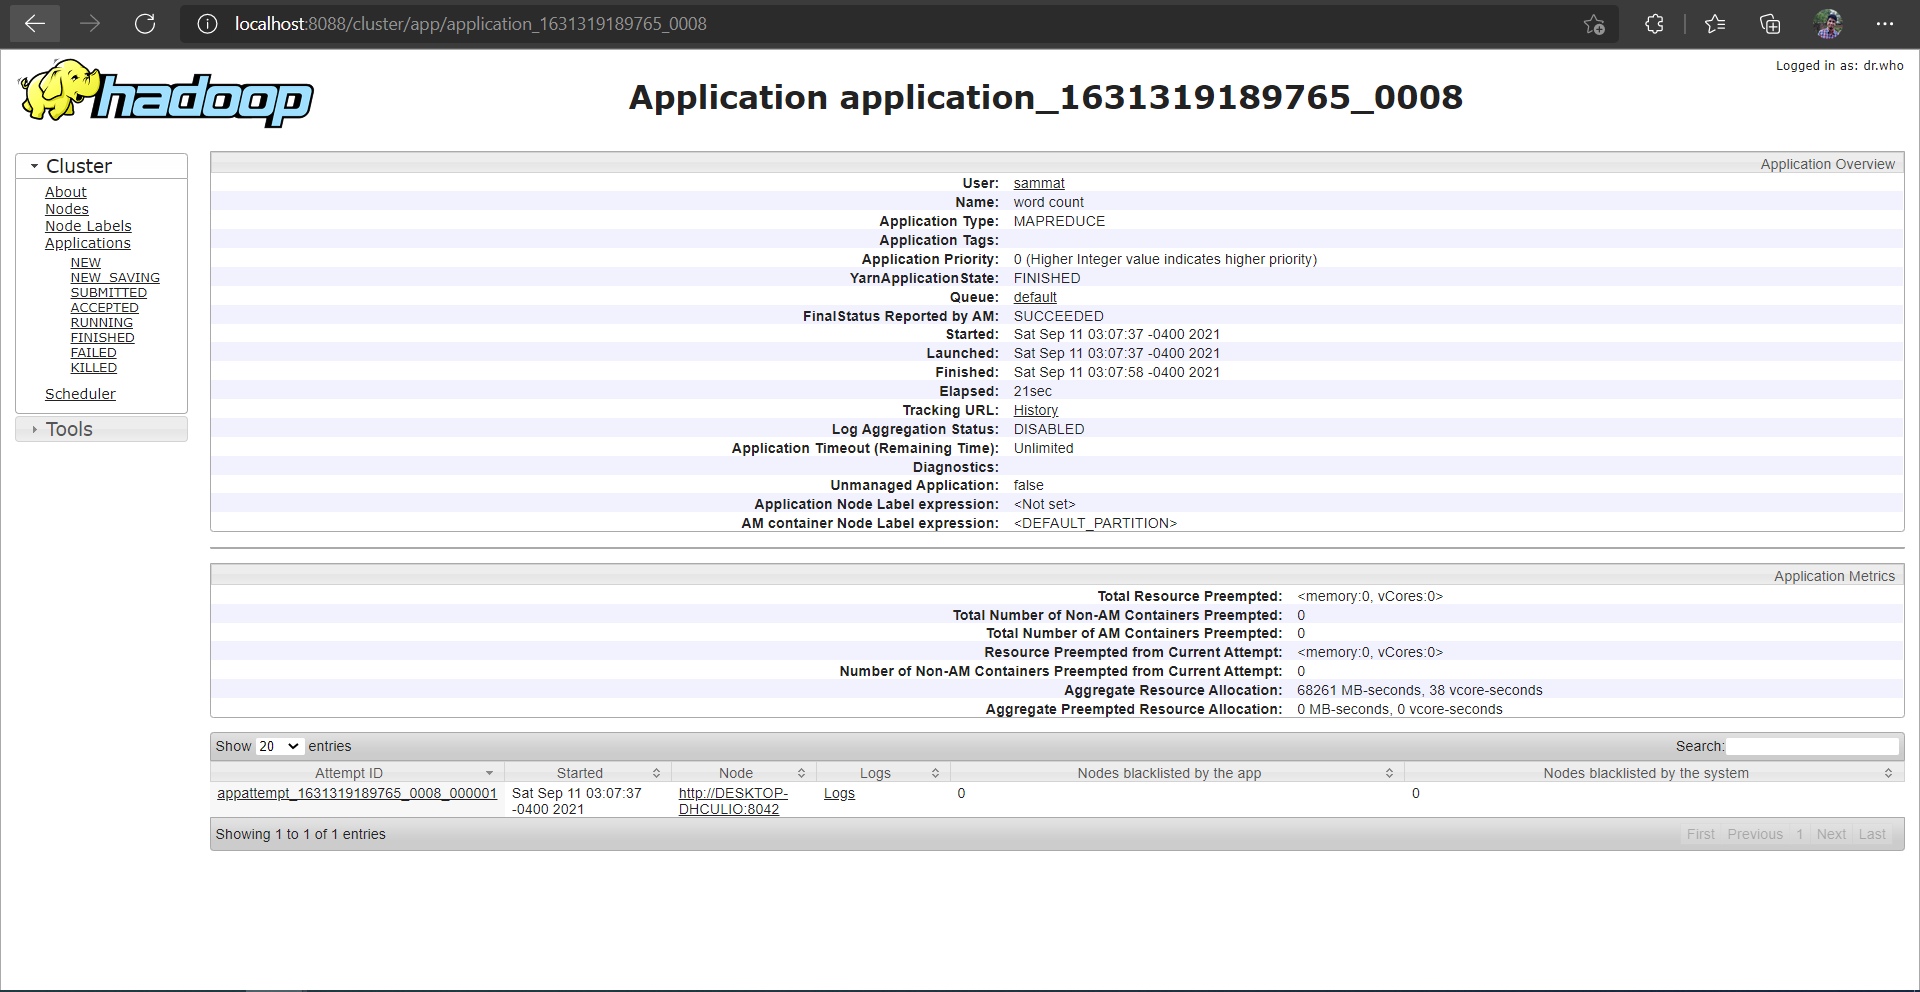 localhost:8088/cluster/app/application_1631319189765_0008
hadoop
Application application_1631319189765_0008
Logged in as: dr.who
Cluster
About
Nodes
Node Labels
Applications
NEW
NEW_SAVING
SUBMITTED
ACCEPTED
RUNNING
FINISHED
FAILED
KILLED
Scheduler
Tools
Application Overview
User: sammat
Name: word count
Application Type: MAPREDUCE
Application Tags:
Application Priority: 0 (Higher Integer value indicates higher priority)
YarnApplicationState: FINISHED
Queue: default
FinalStatus Reported by AM: SUCCEEDED
Started: Sat Sep 11 03:07:37 -0400 2021
Launched: Sat Sep 11 03:07:37 -0400 2021
Finished: Sat Sep 11 03:07:58 -0400 2021
Elapsed: 21sec
Tracking URL: History
Log Aggregation Status: DISABLED
Application Timeout (Remaining Time): Unlimited
Diagnostics:
Unmanaged Application: false
Application Node Label expression: <Not set>
AM container Node Label expression: <DEFAULT_PARTITION>
Application Metrics
Total Resource Preempted: <memory:0, vCores:0>
Total Number of Non-AM Containers Preempted: 0
Total Number of AM Containers Preempted: 0
Resource Preempted from Current Attempt: <memory:0, vCores:0>
Number of Non-AM Containers Preempted from Current Attempt: 0
Aggregate Resource Allocation: 68261 MB-seconds, 38 vcore-seconds
Aggregate Preempted Resource Allocation: 0 MB-seconds, 0 vcore-seconds
Show 20 entries Search:
Attempt ID Started Node Logs Nodes blacklisted by the app Nodes blacklisted by the system
appattempt_1631319189765_0008_000001 Sat Sep 11 03:07:37 http://DESKTOP- Logs 0 0
-0400 2021 DHCULIO:8042
Showing 1 to 1 of 1 entries First Previous 1 Next Last